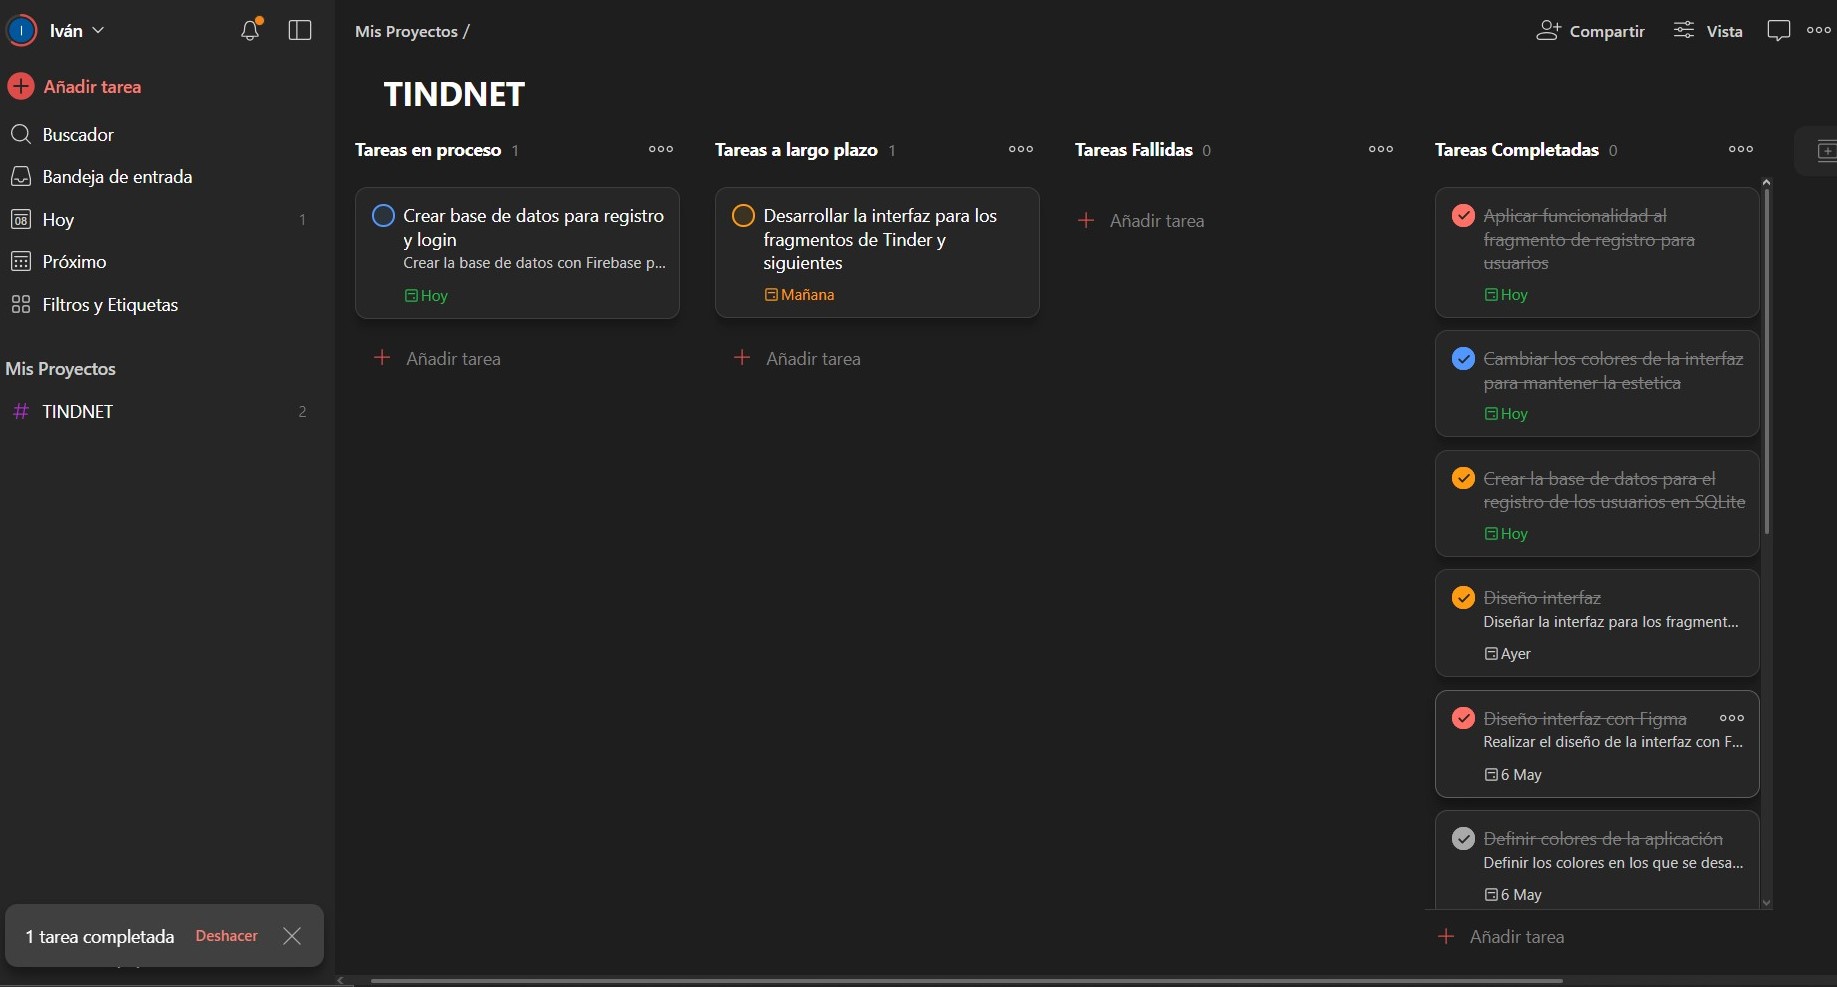 I
Iván
Añadir tarea
Buscador
Bandeja de entrada
08
Hoy 1
Próximo
Filtros y Etiquetas
Mis Proyectos
# TINDNET 2
1 tarea completada Deshacer
Mis Proyectos /
Compartir
Vista
TINDNET
Tareas en proceso 1
Crear base de datos para registro
y login
Crear la base de datos con Firebase p...
Hoy
Añadir tarea
Tareas a largo plazo 1
Desarrollar la interfaz para los
fragmentos de Tinder y
siguientes
Mañana
Añadir tarea
Tareas Fallidas 0
Añadir tarea
Tareas Completadas 0
Aplicar funcionalidad al
fragmento de registro para
usuarios
Hoy
Cambiar los colores de la interfaz
para mantener la estetica
Hoy
Crear la base de datos para el
registro de los usuarios en SQLite
Hoy
Diseño interfaz
Diseñar la interfaz para los fragment...
Ayer
Diseño interfaz con Figma
Realizar el diseño de la interfaz con F...
6 May
Definir colores de la aplicación
Definir los colores en los que se desa...
6 May
Añadir tarea